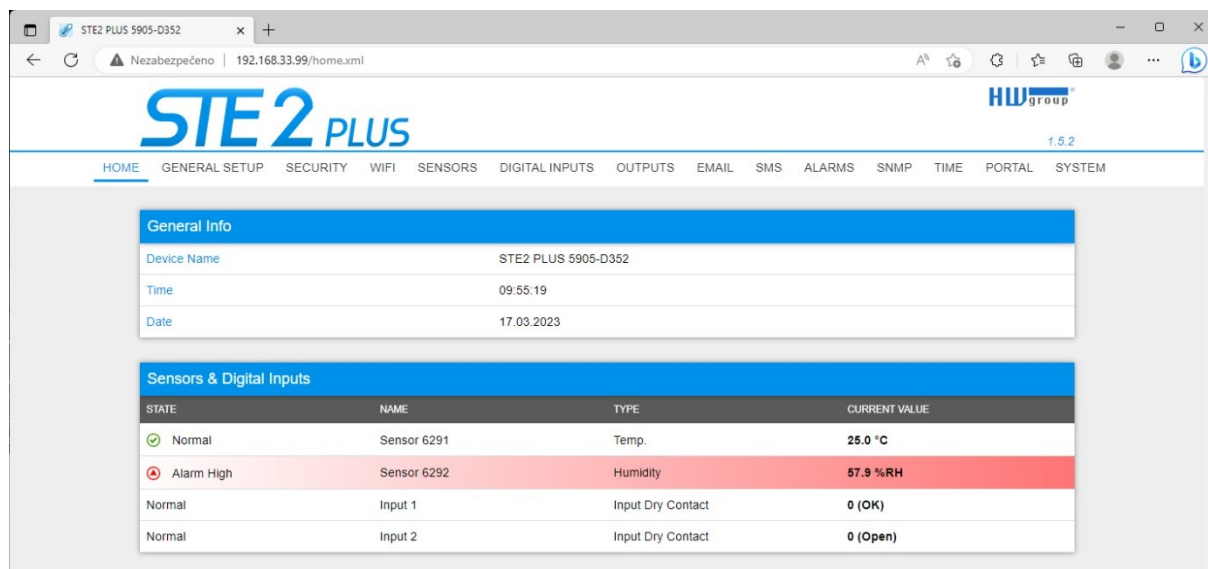 STE2 PLUS 5905-D352
Nezabezpečeno | 192.168.33.99/home.xml
STE 2 PLUS
HWgroup
1.5.2
HOME GENERAL SETUP SECURITY WIFI SENSORS DIGITAL INPUTS OUTPUTS EMAIL SMS ALARMS SNMP TIME PORTAL SYSTEM
General Info
Device Name STE2 PLUS 5905-D352
Time 09:55:19
Date 17.03.2023
Sensors & Digital Inputs
STATE NAME TYPE CURRENT VALUE
Normal Sensor 6291 Temp. 25.0 °C
Alarm High Sensor 6292 Humidity 57.9 %RH
Normal Input 1 Input Dry Contact 0 (OK)
Normal Input 2 Input Dry Contact 0 (Open)